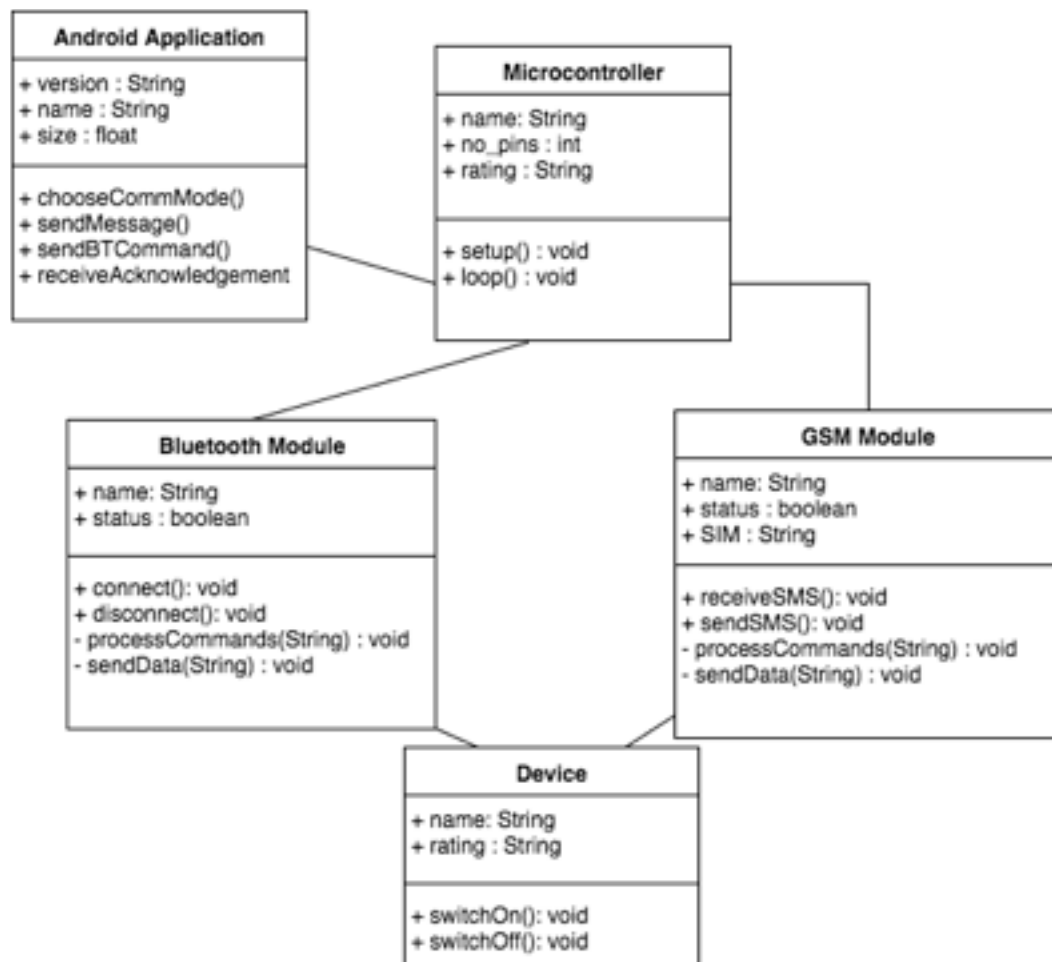 Android Application
+ version : String
+ name : String
+ size : float
+ chooseCommMode()
+ sendMessage()
+ sendBTCommand()
+ receiveAcknowledgement
Microcontroller
+ name: String
+ no_pins : int
+ rating : String
+ setup() : void
+ loop() : void
Bluetooth Module
+ name: String
+ status : boolean
+ connect(): void
+ disconnect(): void
- processCommands(String) : void
- sendData(String) : void
GSM Module
+ name: String
+ status : boolean
+ SIM : String
+ receiveSMS(): void
+ sendSMS(): void
- processCommands(String) : void
- sendData(String) : void
Device
+ name: String
+ rating : String
+ switchOn(): void
+ switchOff(): void